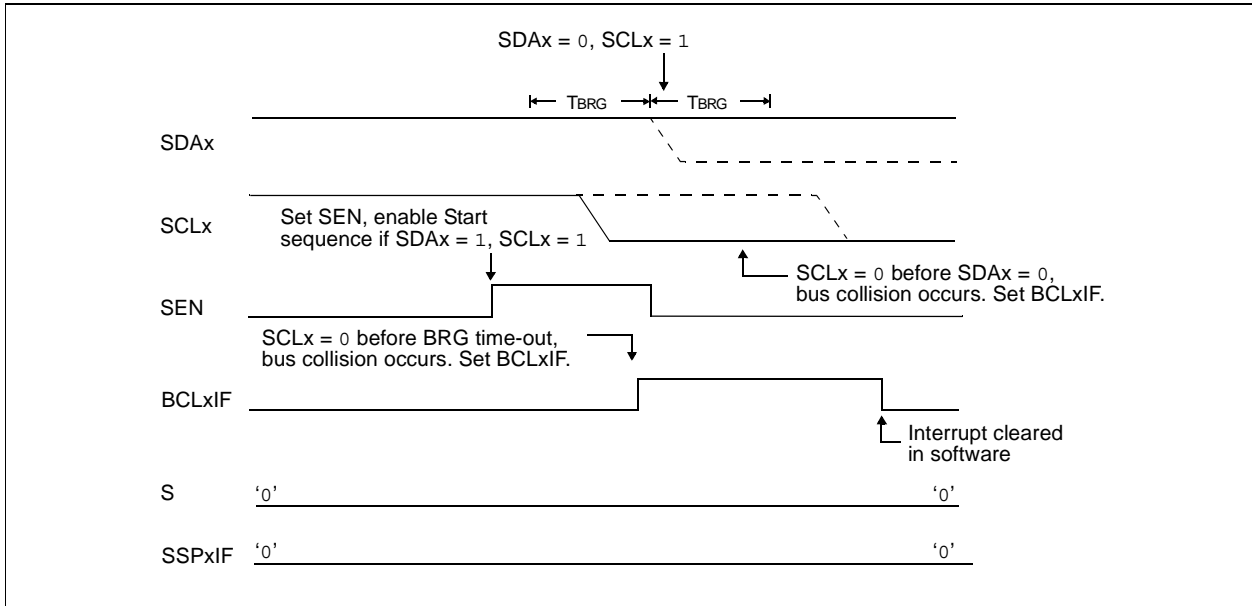 SDAx = 0, SCLx = 1
TBRG TBRG
SDAx
SCLx
Set SEN, enable Start
sequence if SDAx = 1, SCLx = 1
SCLx = 0 before SDAx = 0,
bus collision occurs. Set BCLxIF.
SEN
SCLx = 0 before BRG time-out,
bus collision occurs. Set BCLxIF.
BCLxIF
Interrupt cleared
in software
S ‘0’ ‘0’
SSPxIF ‘0’ ‘0’